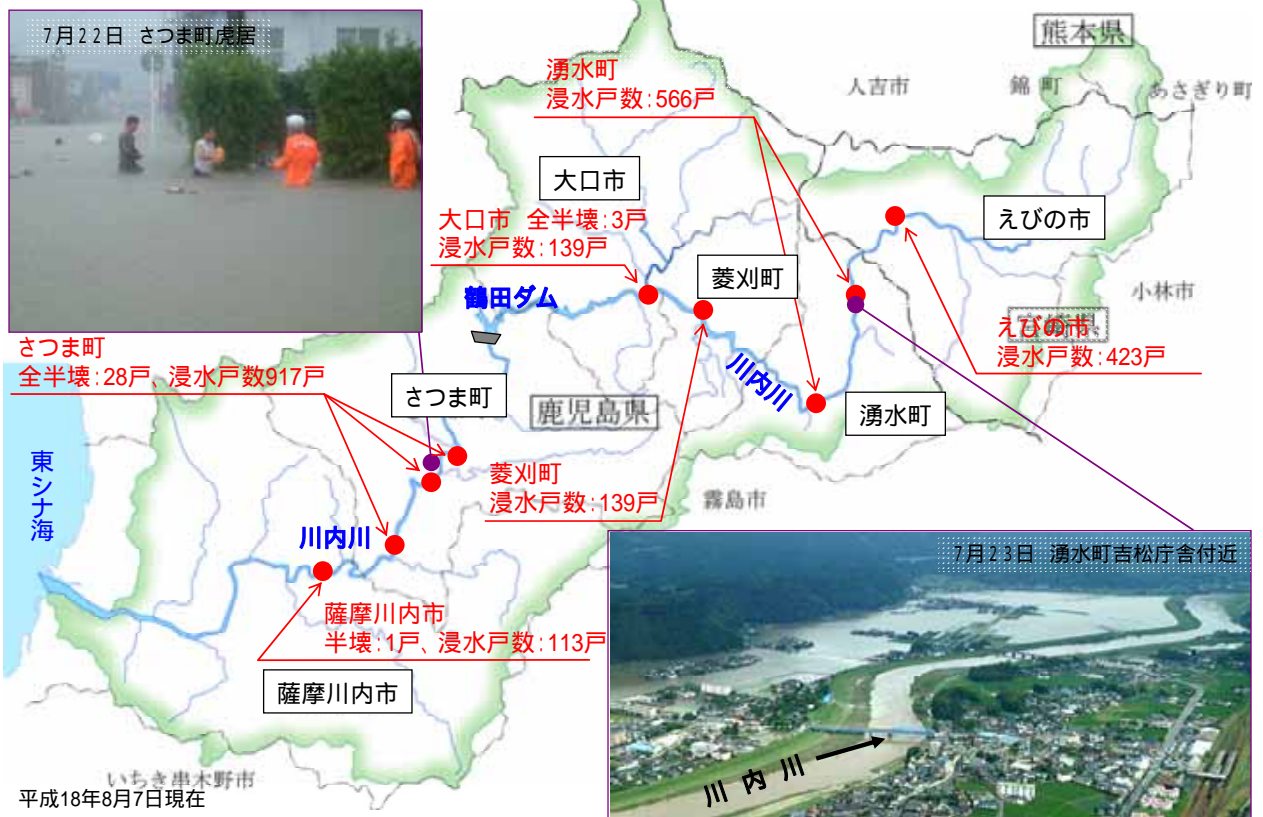 7月22日 さつま町虎居
熊本県
湧水町
浸水戸数:566戸
人吉市
錦町
あさぎり町
大口市
えびの市
大口市 全半壊:3戸
浸水戸数:139戸
菱刈町
鶴田ダム
小林市
えびの市
浸水戸数:423戸
さつま町
全半壊:28戸、浸水戸数917戸
川内川
さつま町
鹿児島県
湧水町
東シナ海
菱刈町
浸水戸数:139戸
霧島市
川内川
7月23日 湧水町吉松庁舎付近
薩摩川内市
半壊:1戸、浸水戸数:113戸
薩摩川内市
川内川
いちき串木野市
平成18年8月7日現在